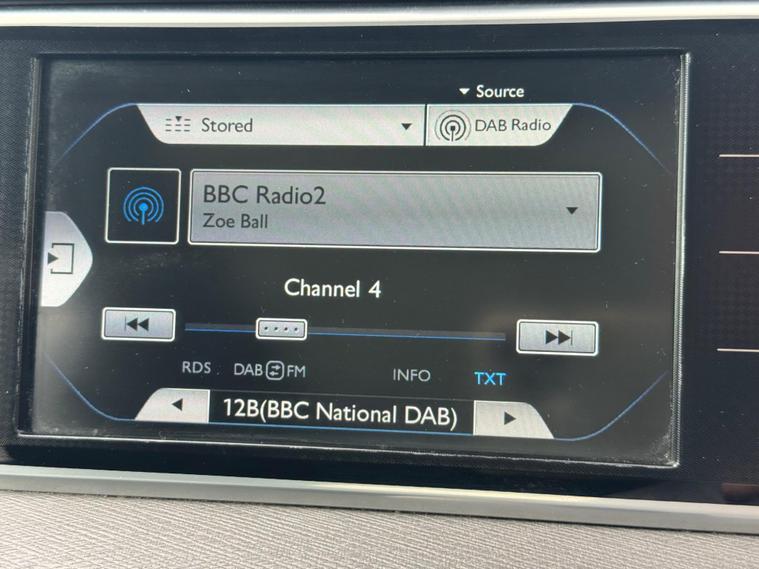 Source
Stored
DAB Radio
BBC Radio2
Zoe Ball
Channel 4
RDS DAB FM INFO TXT
12B(BBC National DAB)